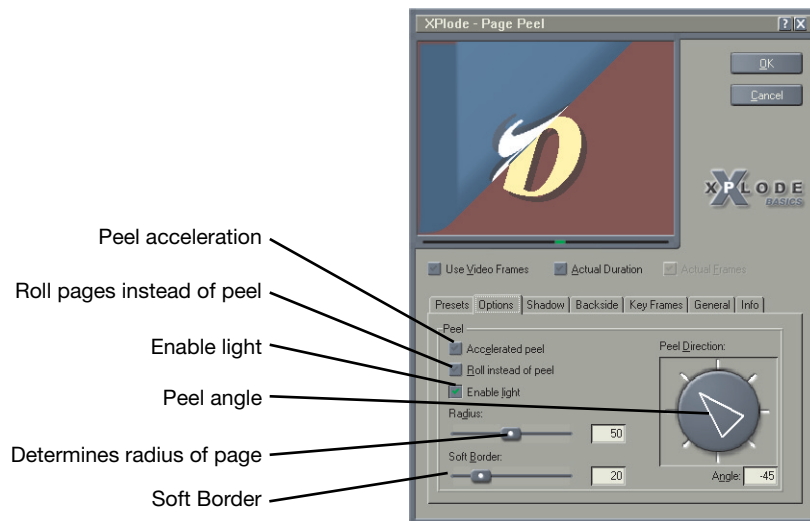 XPlode - Page Peel
OK
Cancel
D
XPLODE
BASICS
Use Video Frames
Actual Duration
Actual Frames
Presets
Options
Shadow
Backside
Key Frames
General
Info
Peel
Accelerated peel
Roll instead of peel
Enable light
Radius:
50
Soft Border:
20
Peel Direction:
Angle: -45
Peel acceleration
Roll pages instead of peel
Enable light
Peel angle
Determines radius of page
Soft Border